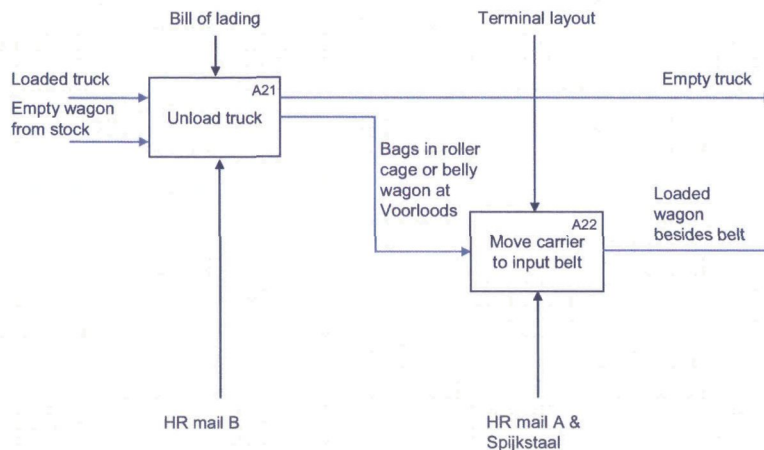 Bill of lading
Terminal layout
Loaded truck
A21
Empty truck
Empty wagon
from stock
Unload truck
Bags in roller
cage or belly
wagon at
Voorloods
Loaded
wagon
besides belt
A22
Move carrier
to input belt
HR mail B
HR mail A &
Spijkstaal